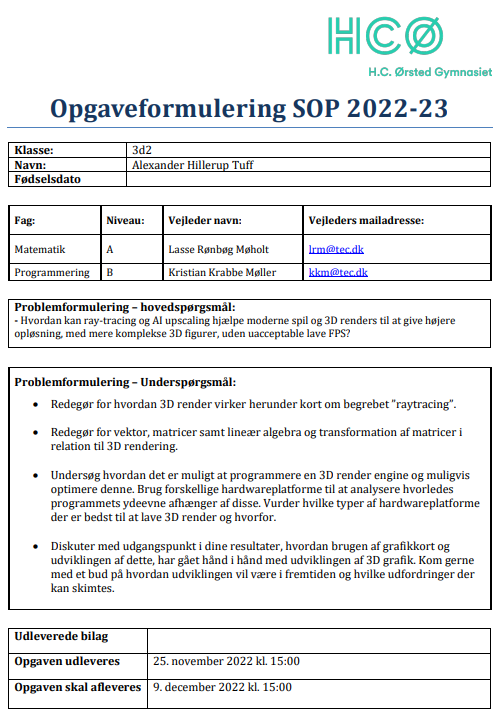 HCØ
H.C. Ørsted Gymnasiet
Opgaveformulering SOP 2022-23
Klasse: 3d2
Navn: Alexander Hillerup Tuff
Fødselsdato
Fag: Niveau: Vejleder navn: Vejleders mailadresse:
Matematik A Lasse Rønbøg Møholt lrm@tec.dk
Programmering B Kristian Krabbe Møller kkm@tec.dk
Problemformulering – hovedspørgsmål:
- Hvordan kan ray-tracing og AI upscaling hjælpe moderne spil og 3D renders til at give højere
opløsning, med mere komplekse 3D figurer, uden uacceptable lave FPS?
Problemformulering – Underspørgsmål:
• Redegør for hvordan 3D render virker herunder kort om begrebet “raytracing”.
• Redegør for vektor, matricer samt lineær algebra og transformation af matricer i
relation til 3D rendering.
• Undersøg hvordan det er muligt at programmere en 3D render engine og muligvis
optimere denne. Brug forskellige hardwareplatforme til at analysere hvorledes
programmets ydeevne afhænger af disse. Vurder hvilke typer af hardwareplatforme
der er bedst til at lave 3D render og hvorfor.
• Diskuter med udgangspunkt i dine resultater, hvordan brugen af grafikkort og
udviklingen af dette, har gået hånd i hånd med udviklingen af 3D grafik. Kom gerne
med et bud på hvordan udviklingen vil være i fremtiden og hvilke udfordringer der
kan skimtes.
Udleverede bilag
Opgaven udleveres 25. november 2022 kl. 15:00
Opgaven skal afleveres 9. december 2022 kl. 15:00